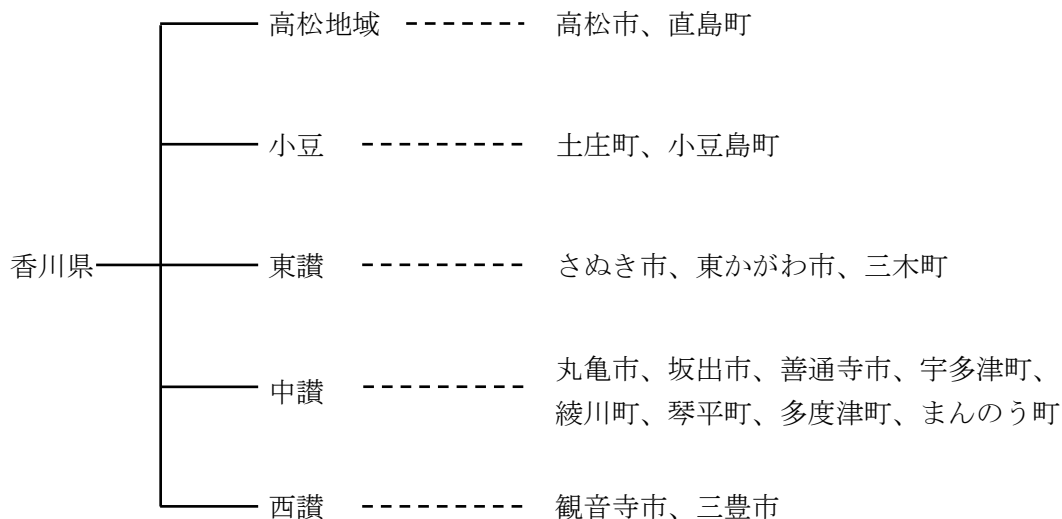 高松地域 高松市、直島町
小豆 土庄町、小豆島町
香川県 東讃 さぬき市、東かがわ市、三木町
中讃 丸亀市、坂出市、善通寺市、宇多津町、
綾川町、琴平町、多度津町、まんのう町
西讃 観音寺市、三豊市